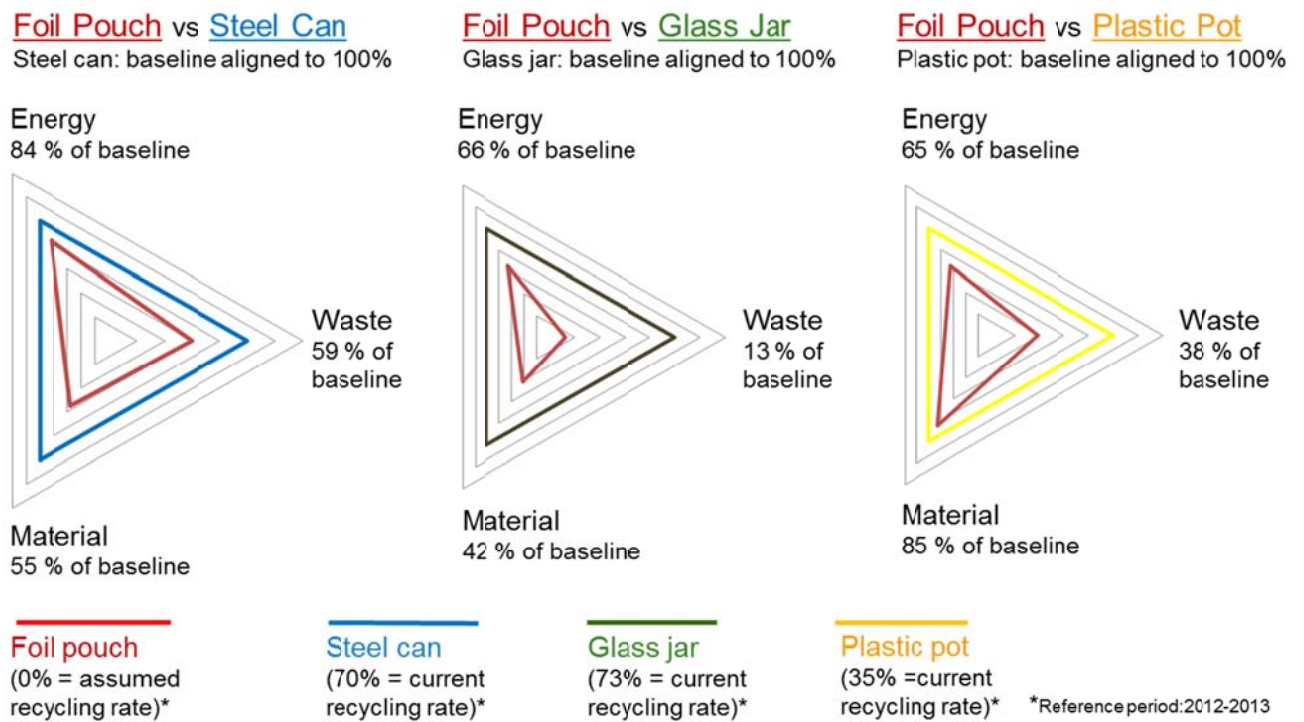 Foil Pouch vs Steel Can
Steel can: baseline aligned to 100%
Energy
84 % of baseline
Waste
59 % of
baseline
Material
55 % of baseline
Foil Pouch vs Glass Jar
Glass jar: baseline aligned to 100%
Energy
66 % of baseline
Waste
13 % of
baseline
Material
42 % of baseline
Foil Pouch vs Plastic Pot
Plastic pot: baseline aligned to 100%
Energy
65 % of baseline
Waste
38 % of
baseline
Material
85 % of baseline
Foil pouch
(0% = assumed
recycling rate)*
Steel can
(70% = current
recycling rate)*
Glass jar
(73% = current
recycling rate)*
Plastic pot
(35% =current
recycling rate)*
*Reference period:2012-2013